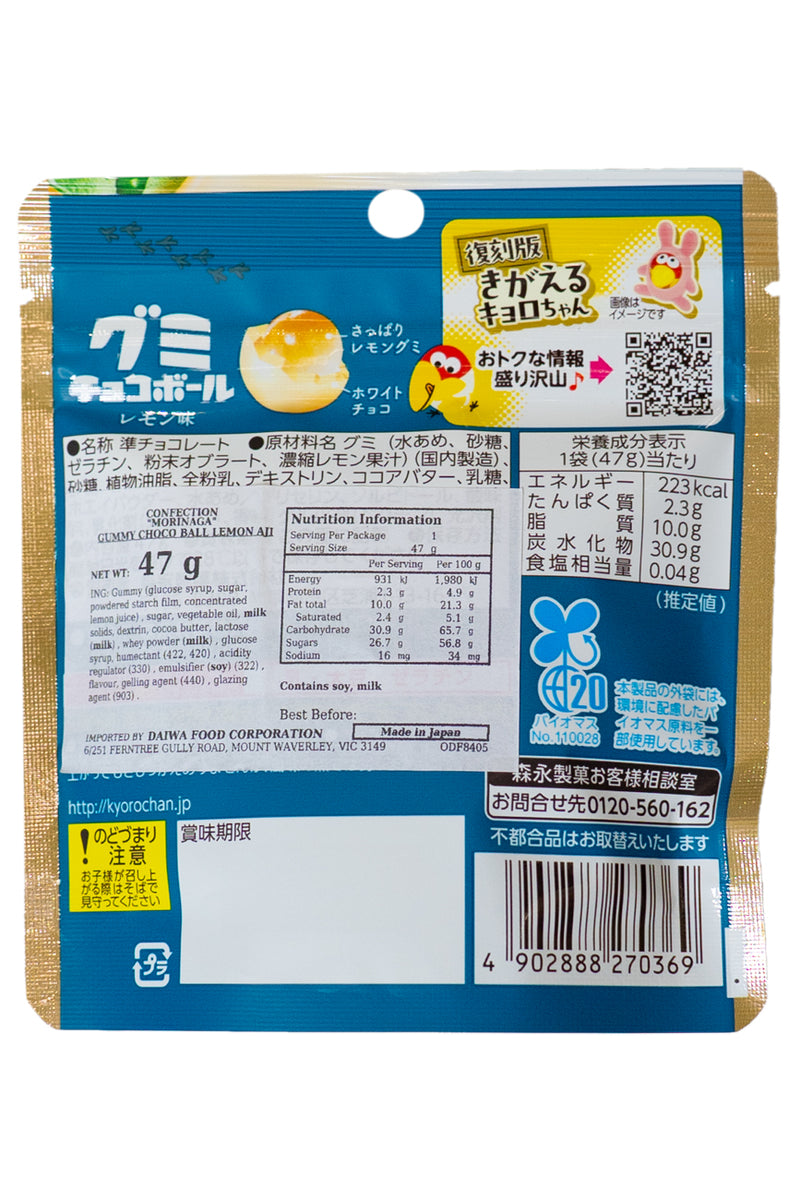 復刻版
きがえる
キョロちゃん
画像は
イメージです
グミ
チョコボール
レモン味
さっぱり
レモングミ
ホワイト
チョコ
おトクな情報
盛り沢山♪
●名称 準チョコレート ●原材料名 グミ（水あめ、砂糖、
ゼラチン、粉末オブラート、濃縮レモン果汁）（国内製造）、
砂糖、植物油脂、全粉乳、デキストリン、ココアバター、乳糖、
栄養成分表示
1袋(47g)当たり
エネルギー 223kcal
たんぱく質 2.3g
脂質 10.0g
炭水化物 30.9g
食塩相当量 0.04g
（推定値）
CONFECTION
"MORINAGA"
GUMMY CHOCO BALL LEMON AJI
NET WT: 47 g
ING: Gummy (glucose syrup, sugar,
powdered starch film, concentrated
lemon juice) , sugar, vegetable oil, milk
solids, dextrin, cocoa butter, lactose
(milk) , whey powder (milk) , glucose
syrup, humectant (422, 420) , acidity
regulator (330) , emulsifier (soy) (322) ,
flavour, gelling agent (440) , glazing
agent (903) .
Nutrition Information
Serving Per Package 1
Serving Size 47 g
Per Serving Per 100 g
Energy 931 kJ 1,980 kJ
Protein 2.3 g 4.9 g
Fat total 10.0 g 21.3 g
Saturated 2.4 g 5.1 g
Carbohydrate 30.9 g 65.7 g
Sugars 26.7 g 56.8 g
Sodium 16 mg 34 mg
Contains soy, milk
Best Before:
IMPORTED BY DAIWA FOOD CORPORATION Made in Japan
6/251 FERNTREE GULLY ROAD, MOUNT WAVERLEY, VIC 3149 ODF8405
20
バイオマス
No.110028
本製品の外袋には、
環境に配慮したバ
イオマス原料を一
部使用しています。
森永製菓お客様相談室
お問合せ先0120-560-162
不都合品はお取替えいたします
http://kyorochan.jp
!のどづまり
注意
お子様が召し上
がる際はそばで
見守ってください
賞味期限
プラ
4 902888 270369